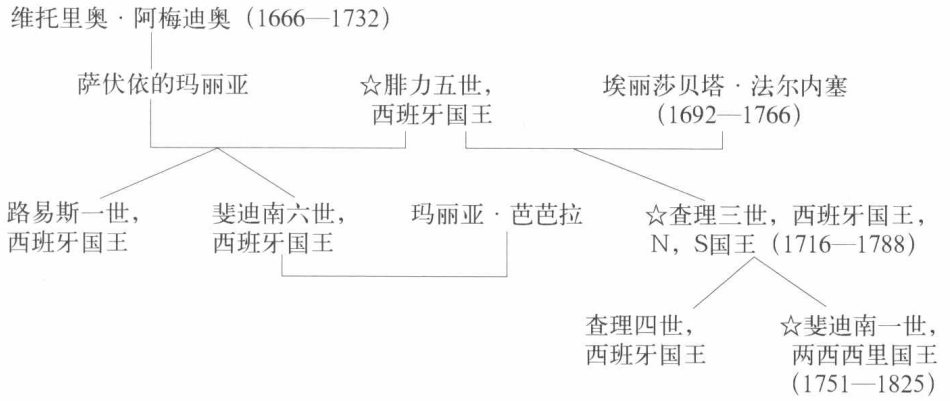 维托里奥·阿梅迪奥（1666—1732）
萨伏依的玛丽亚
☆腓力五世，
西班牙国王
埃丽莎贝塔·法尔内塞
（1692—1766）
路易斯一世，
西班牙国王
斐迪南六世，
西班牙国王
玛丽亚·芭芭拉
☆查理三世，西班牙国王，
N，S国王（1716—1788）
查理四世，
西班牙国王
☆斐迪南一世，
两西西里国王
（1751—1825）